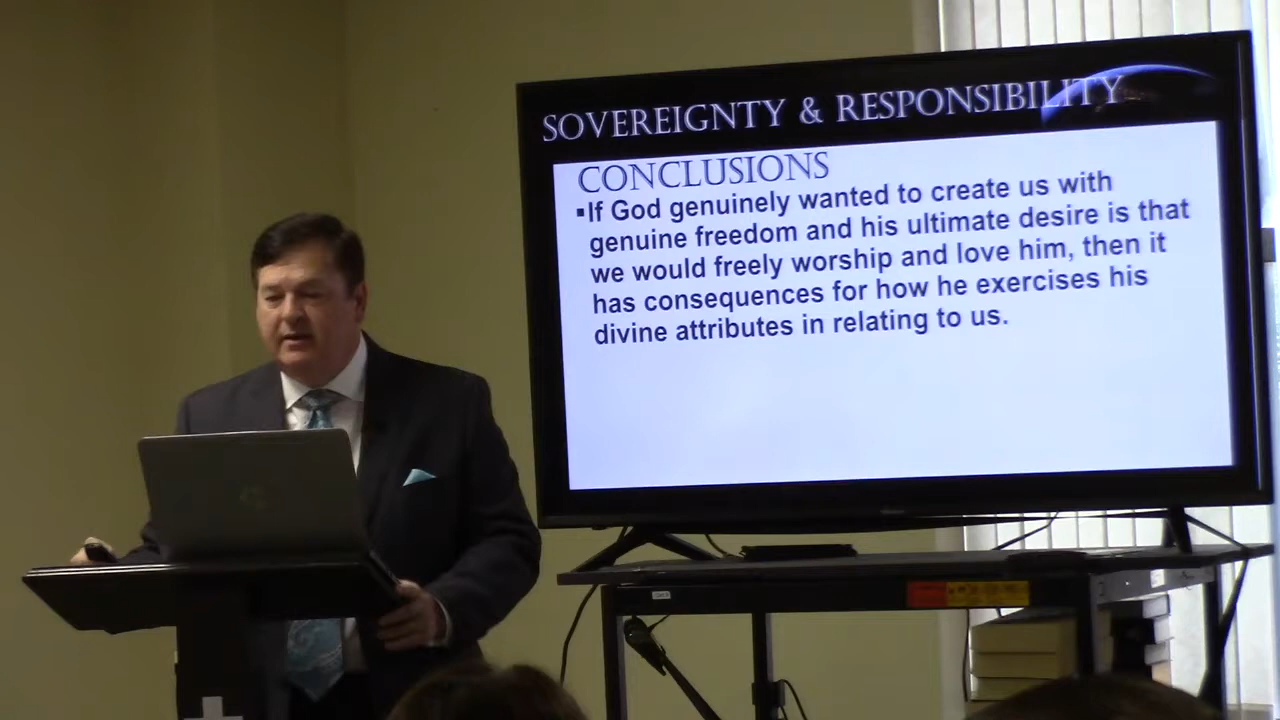 SOVEREIGNTY & RESPONSIBILITY
CONCLUSIONS
▪If God genuinely wanted to create us with
genuine freedom and his ultimate desire is that
we would freely worship and love him, then it
has consequences for how he exercises his
divine attributes in relating to us.